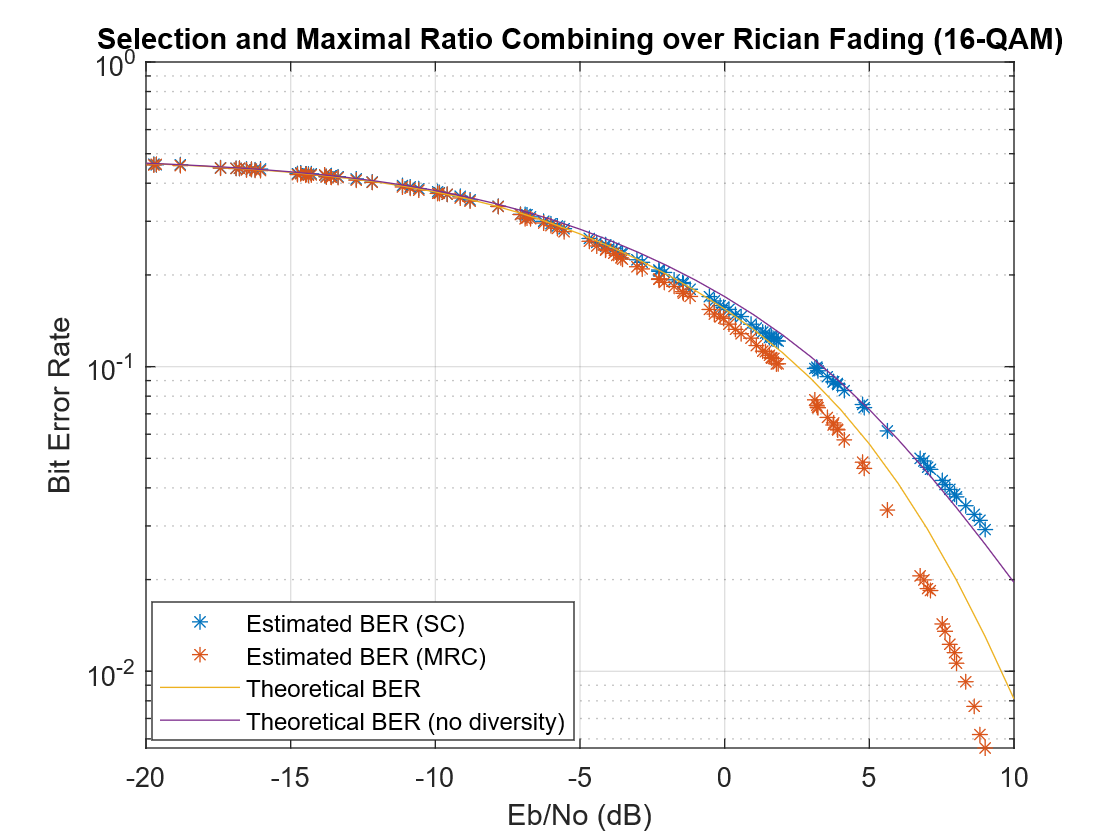 Selection and Maximal Ratio Combining over Rician Fading (16-QAM)
10^0
10^-1
10^-2
Bit Error Rate
Estimated BER (SC)
Estimated BER (MRC)
Theoretical BER
Theoretical BER (no diversity)
-20 -15 -10 -5 0 5 10
Eb/No (dB)